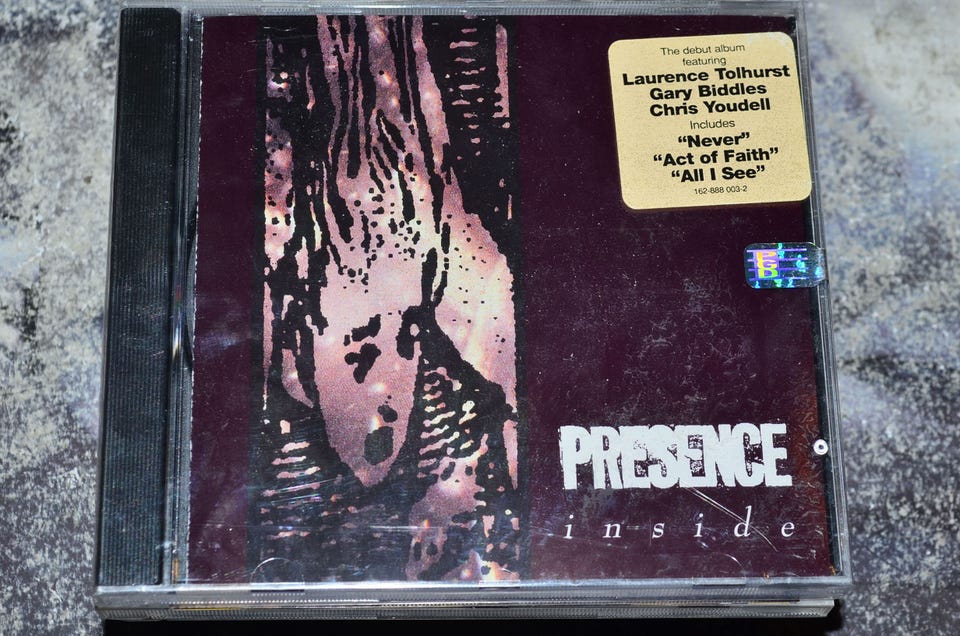 The debut album
featuring
Laurence Tolhurst
Gary Biddles
Chris Youdell
Includes
“Never”
“Act of Faith”
“All I See”
162-888 003-2
PGD
PRESENCE
inside